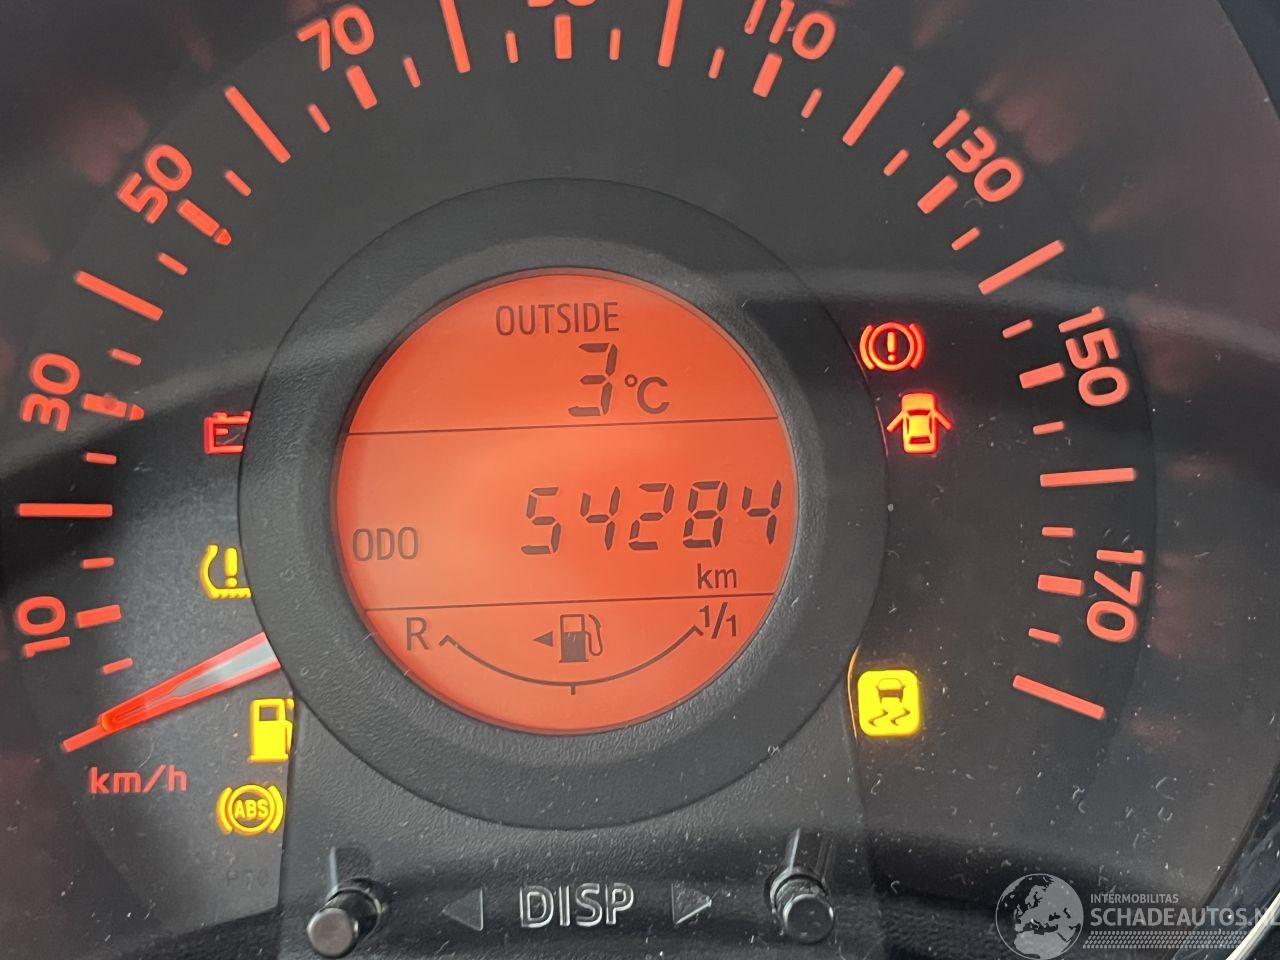 70
110
50
130
30
150
10
170
OUTSIDE
3°C
ODO 54284
km
R 1/1
km/h
ABS
DISP
INTERMOBILITAS
SCHADEAUTOS.NL